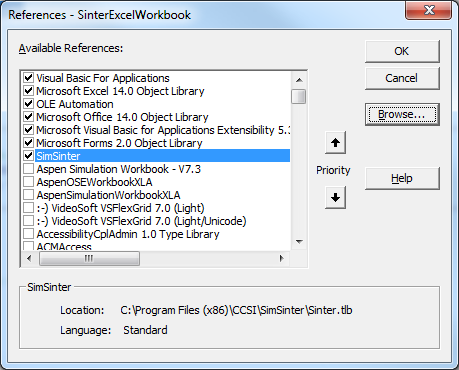 References - SinterExcelWorkbook
Available References:
OK
Visual Basic For Applications
Microsoft Excel 14.0 Object Library
OLE Automation
Microsoft Office 14.0 Object Library
Microsoft Visual Basic for Applications Extensibility 5.3
Microsoft Forms 2.0 Object Library
SimSinter
Aspen Simulation Workbook - V7.3
AspenOSEWorkbookXLA
AspenSimulationWorkbookXLA
:-) VideoSoft VSFlexGrid 7.0 (Light)
:-) VideoSoft VSFlexGrid 7.0 (Light/Unicode)
AccessibilityCplAdmin 1.0 Type Library
ACMAccess
Cancel
Browse...
Priority
Help
SimSinter
Location: C:\Program Files (x86)\CCSI\SimSinter\Sinter.tlb
Language: Standard